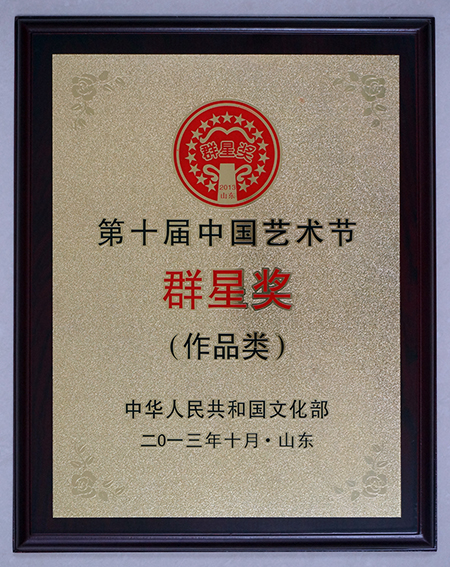 群星奖
2013
山东
第十届中国艺术节
群星奖
(作品类)
中华人民共和国文化部
二0一三年十月·山东